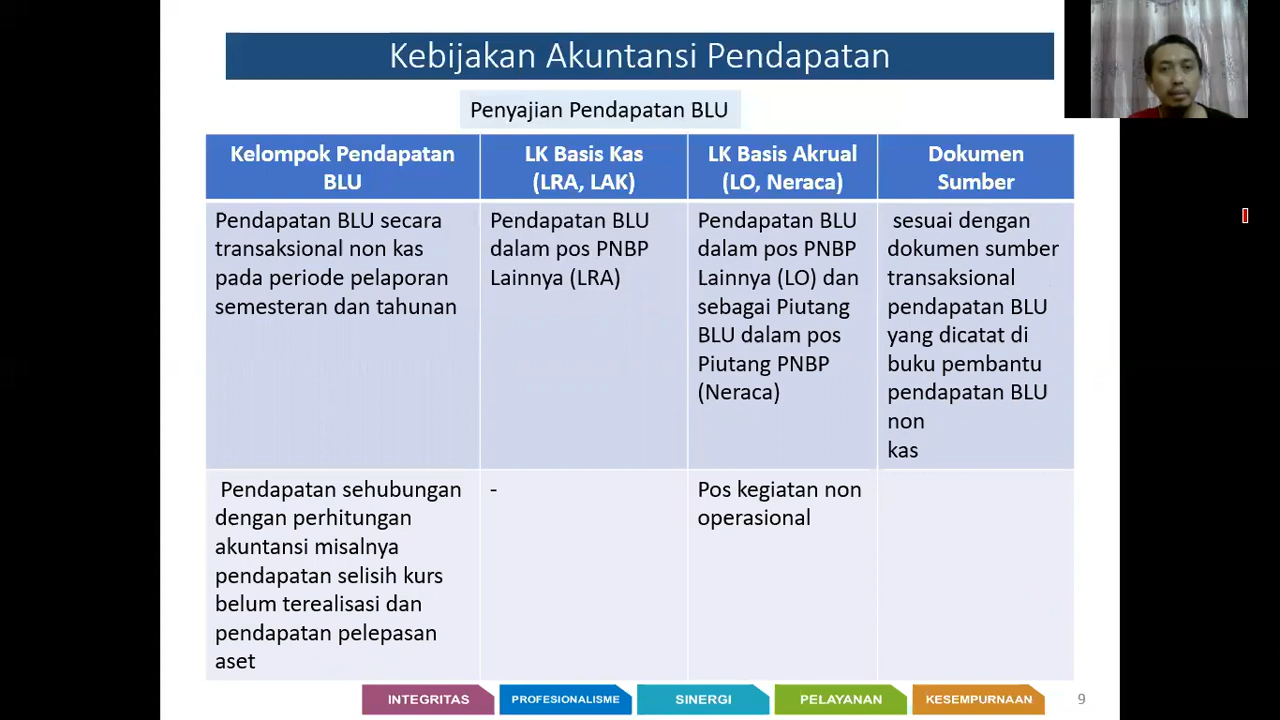 Kebijakan Akuntansi Pendapatan
Penyajian Pendapatan BLU
Kelompok Pendapatan
BLU
LK Basis Kas
(LRA, LAK)
LK Basis Akrual
(LO, Neraca)
Dokumen
Sumber
Pendapatan BLU secara
transaksional non kas
pada periode pelaporan
semesteran dan tahunan
Pendapatan BLU
dalam pos PNBP
Lainnya (LRA)
Pendapatan BLU
dalam pos PNBP
Lainnya (LO) dan
sebagai Piutang
BLU dalam pos
Piutang PNBP
(Neraca)
sesuai dengan
dokumen sumber
transaksional
pendapatan BLU
yang dicatat di
buku pembantu
pendapatan BLU
non
kas
Pendapatan sehubungan
dengan perhitungan
akuntansi misalnya
pendapatan selisih kurs
belum terealisasi dan
pendapatan pelepasan
aset
-
Pos kegiatan non
operasional
INTEGRITAS
PROFESIONALISME
SINERGI
PELAYANAN
KESEMPURNAAN
9